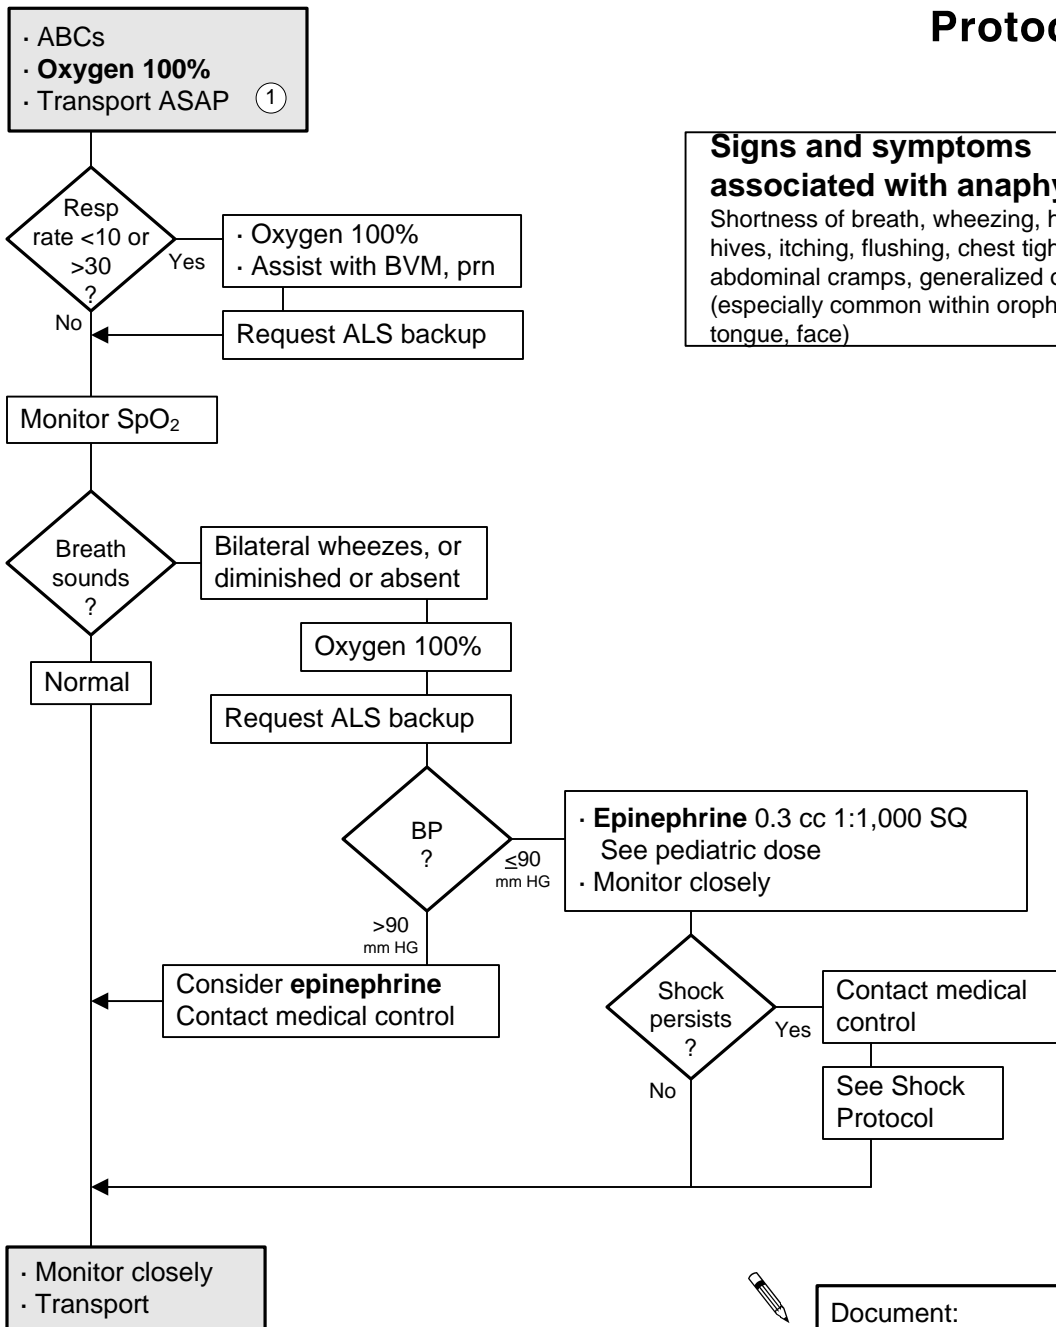 · ABCs
· Oxygen 100%
· Transport ASAP 1
Signs and symptoms
associated with
Shortness of breath, wheezing,
hives, itching, flushing, chest
abdominal cramps, generalized
(especially common within
tongue, face)
Resp
rate <10 or
>30
?
Yes
No
· Oxygen 100%
· Assist with BVM, prn
Request ALS backup
Monitor SpO₂
Breath
sounds
?
Bilateral wheezes, or
diminished or absent
Oxygen 100%
Normal
Request ALS backup
BP
?
≤90
mm HG
>90
mm HG
· Epinephrine 0.3 cc 1:1,000 SQ
See pediatric dose
· Monitor closely
Consider epinephrine
Contact medical control
Shock
persists
?
Yes
No
Contact medical
control
See Shock
Protocol
· Monitor closely
· Transport
Document: